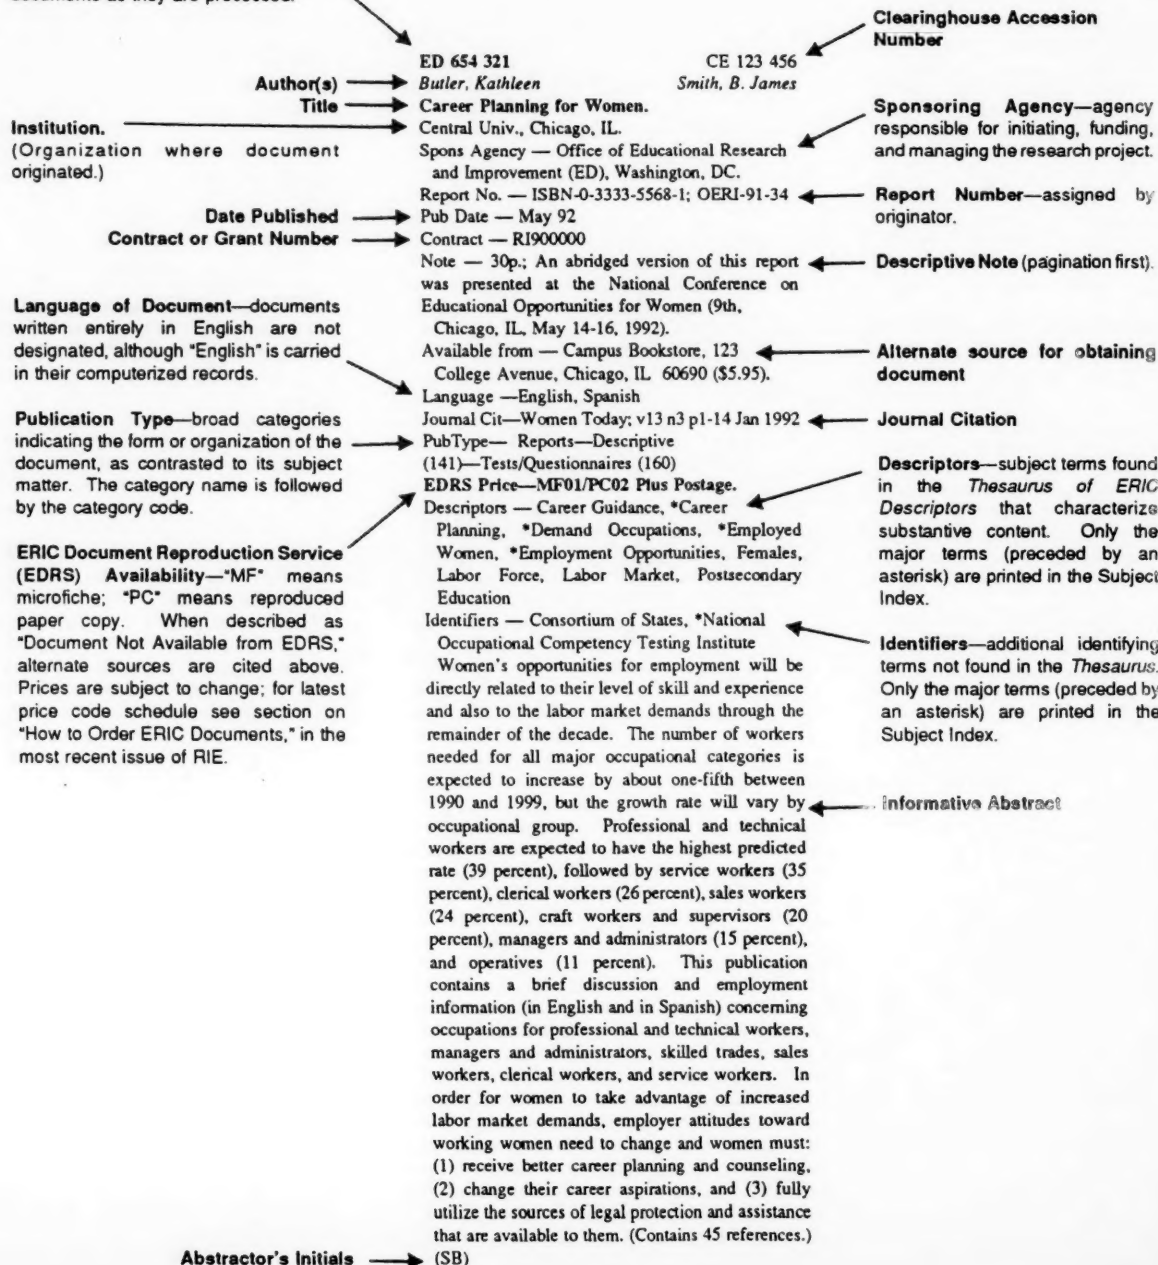 Clearinghouse Accession
Number
ED 654 321 CE 123 456
Author(s) Butler, Kathleen Smith, B. James
Title Career Planning for Women.
Institution.
(Organization where document
originated.)
Central Univ., Chicago, IL.
Spons Agency — Office of Educational Research
and Improvement (ED), Washington, DC.
Sponsoring Agency—agency
responsible for initiating, funding,
and managing the research project.
Report No. — ISBN-0-3333-5568-1; OERI-91-34
Report Number—assigned by
originator.
Date Published Pub Date — May 92
Contract or Grant Number Contract — RI900000
Note — 30p.; An abridged version of this report
was presented at the National Conference on
Educational Opportunities for Women (9th,
Chicago, IL, May 14-16, 1992).
Descriptive Note (pagination first).
Available from — Campus Bookstore, 123
College Avenue, Chicago, IL 60690 ($5.95).
Alternate source for obtaining
document
Language of Document—documents
written entirely in English are not
designated, although "English" is carried
in their computerized records.
Language —English, Spanish
Journal Cit—Women Today; v13 n3 p1-14 Jan 1992
Journal Citation
Publication Type—broad categories
indicating the form or organization of the
document, as contrasted to its subject
matter. The category name is followed
by the category code.
PubType— Reports—Descriptive
(141)—Tests/Questionnaires (160)
EDRS Price—MF01/PC02 Plus Postage.
ERIC Document Reproduction Service
(EDRS) Availability—"MF" means
microfiche; "PC" means reproduced
paper copy. When described as
"Document Not Available from EDRS,"
alternate sources are cited above.
Prices are subject to change; for latest
price code schedule see section on
"How to Order ERIC Documents," in the
most recent issue of RIE.
Descriptors — Career Guidance, *Career
Planning, *Demand Occupations, *Employed
Women, *Employment Opportunities, Females,
Labor Force, Labor Market, Postsecondary
Education
Descriptors—subject terms found
in the Thesaurus of ERIC
Descriptors that characterize
substantive content. Only the
major terms (preceded by an
asterisk) are printed in the Subject
Index.
Identifiers — Consortium of States, *National
Occupational Competency Testing Institute
Identifiers—additional identifying
terms not found in the Thesaurus.
Only the major terms (preceded by
an asterisk) are printed in the
Subject Index.
Women's opportunities for employment will be
directly related to their level of skill and experience
and also to the labor market demands through the
remainder of the decade. The number of workers
needed for all major occupational categories is
expected to increase by about one-fifth between
1990 and 1999, but the growth rate will vary by
occupational group. Professional and technical
workers are expected to have the highest predicted
rate (39 percent), followed by service workers (35
percent), clerical workers (26 percent), sales workers
(24 percent), craft workers and supervisors (20
percent), managers and administrators (15 percent),
and operatives (11 percent). This publication
contains a brief discussion and employment
information (in English and in Spanish) concerning
occupations for professional and technical workers,
managers and administrators, skilled trades, sales
workers, clerical workers, and service workers. In
order for women to take advantage of increased
labor market demands, employer attitudes toward
working women need to change and women must:
(1) receive better career planning and counseling,
(2) change their career aspirations, and (3) fully
utilize the sources of legal protection and assistance
that are available to them. (Contains 45 references.)
Informative Abstract
Abstractor's Initials (SB)